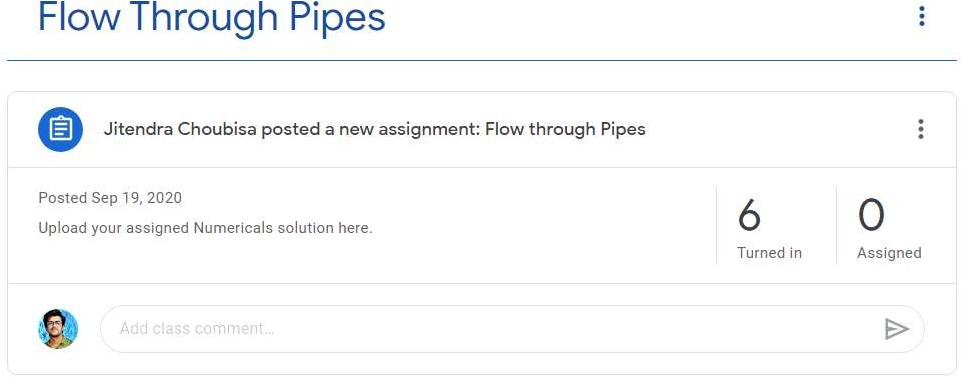 Flow Through Pipes
Jitendra Choubisa posted a new assignment: Flow through Pipes
Posted Sep 19, 2020
Upload your assigned Numericals solution here.
6
Turned in
0
Assigned
Add class comment...